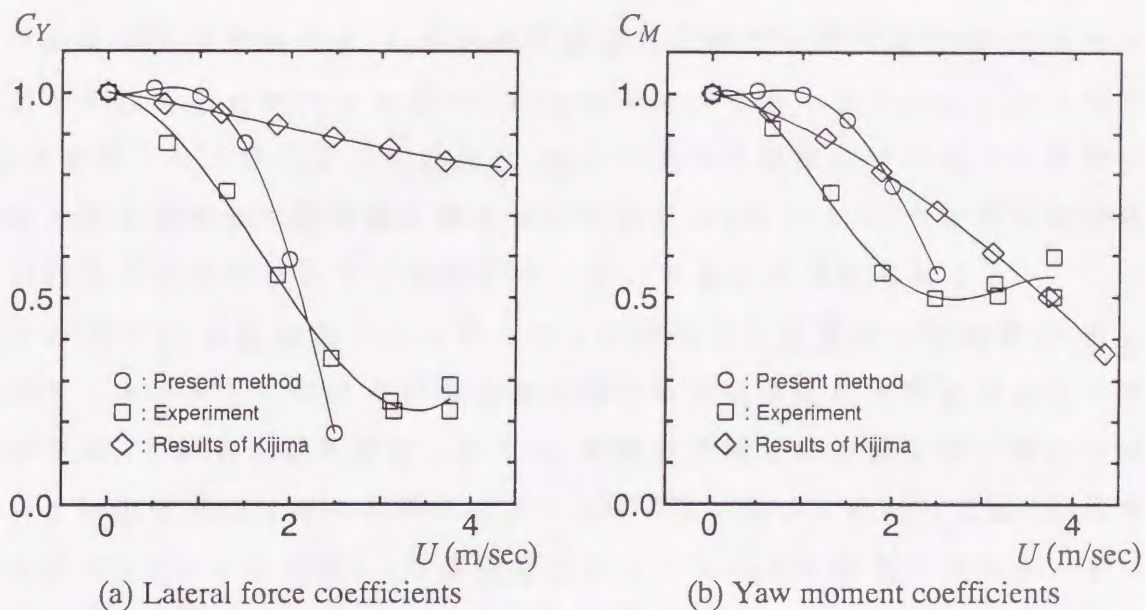 C_Y
1.0
0.5
0.0
0
2
4
U (m/sec)
○ : Present method
□ : Experiment
◇ : Results of Kijima
(a) Lateral force coefficients
C_M
1.0
0.5
0.0
0
2
4
U (m/sec)
○ : Present method
□ : Experiment
◇ : Results of Kijima
(b) Yaw moment coefficients